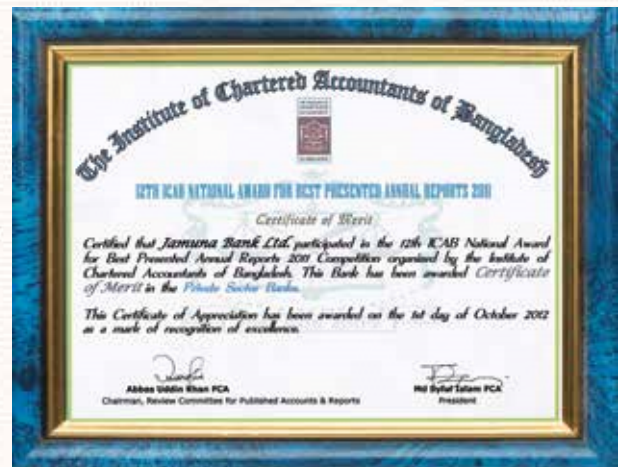 The Institute of Chartered Accountants of Bangladesh
12TH ICAB NATIONAL AWARD FOR BEST PRESENTED ANNUAL REPORTS 2011
Certificate of Merit
Certified that Jamuna Bank Ltd. participated in the 12th ICAB National Award
for Best Presented Annual Reports 2011 Competition organised by the Institute of
Chartered Accountants of Bangladesh. This Bank has been awarded Certificate
of Merit in the Private Sector Banks.
This Certificate of Appreciation has been awarded on the 1st day of October 2012
as a mark of recognition of excellence.
Abbas Uddin Khan FCA
Chairman, Review Committee for Published Accounts & Reports
Md Syful Islam FCA
President